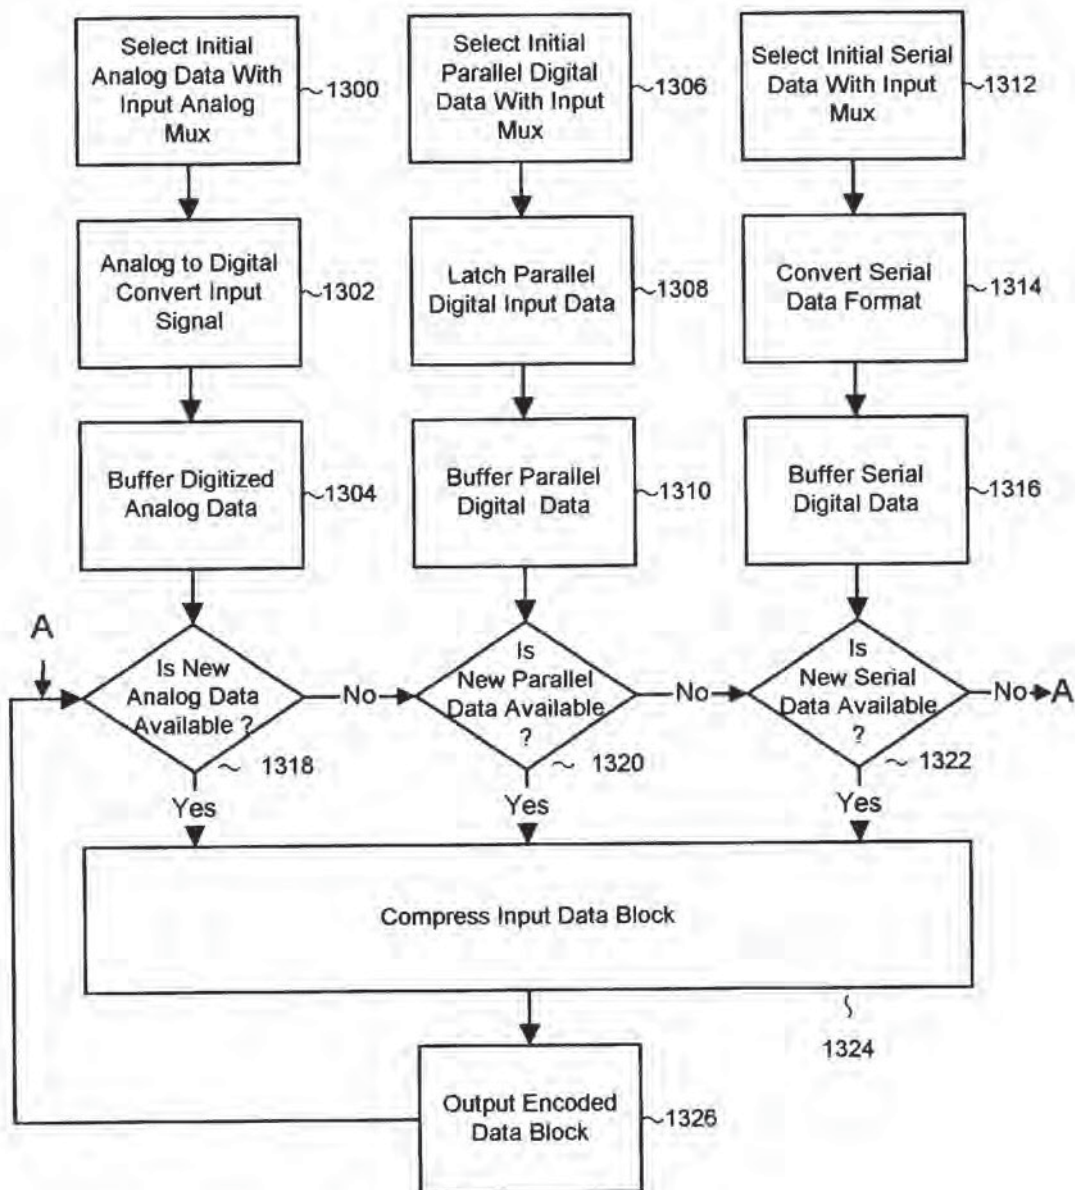 Select Initial
Analog Data With
Input Analog
Mux
1300
Select Initial
Parallel Digital
Data With Input
Mux
1306
Select Initial Serial
Data With Input
Mux
1312
Analog to Digital
Convert Input
Signal
1302
Latch Parallel
Digital Input Data
1308
Convert Serial
Data Format
1314
Buffer Digitized
Analog Data
1304
Buffer Parallel
Digital Data
1310
Buffer Serial
Digital Data
1316
A
Is New
Analog Data
Available ?
1318
No
Is
New Parallel
Data Available
?
1320
No
Is
New Serial
Data Available
?
1322
No
A
Yes
Yes
Yes
Compress Input Data Block
1324
Output Encoded
Data Block
1326